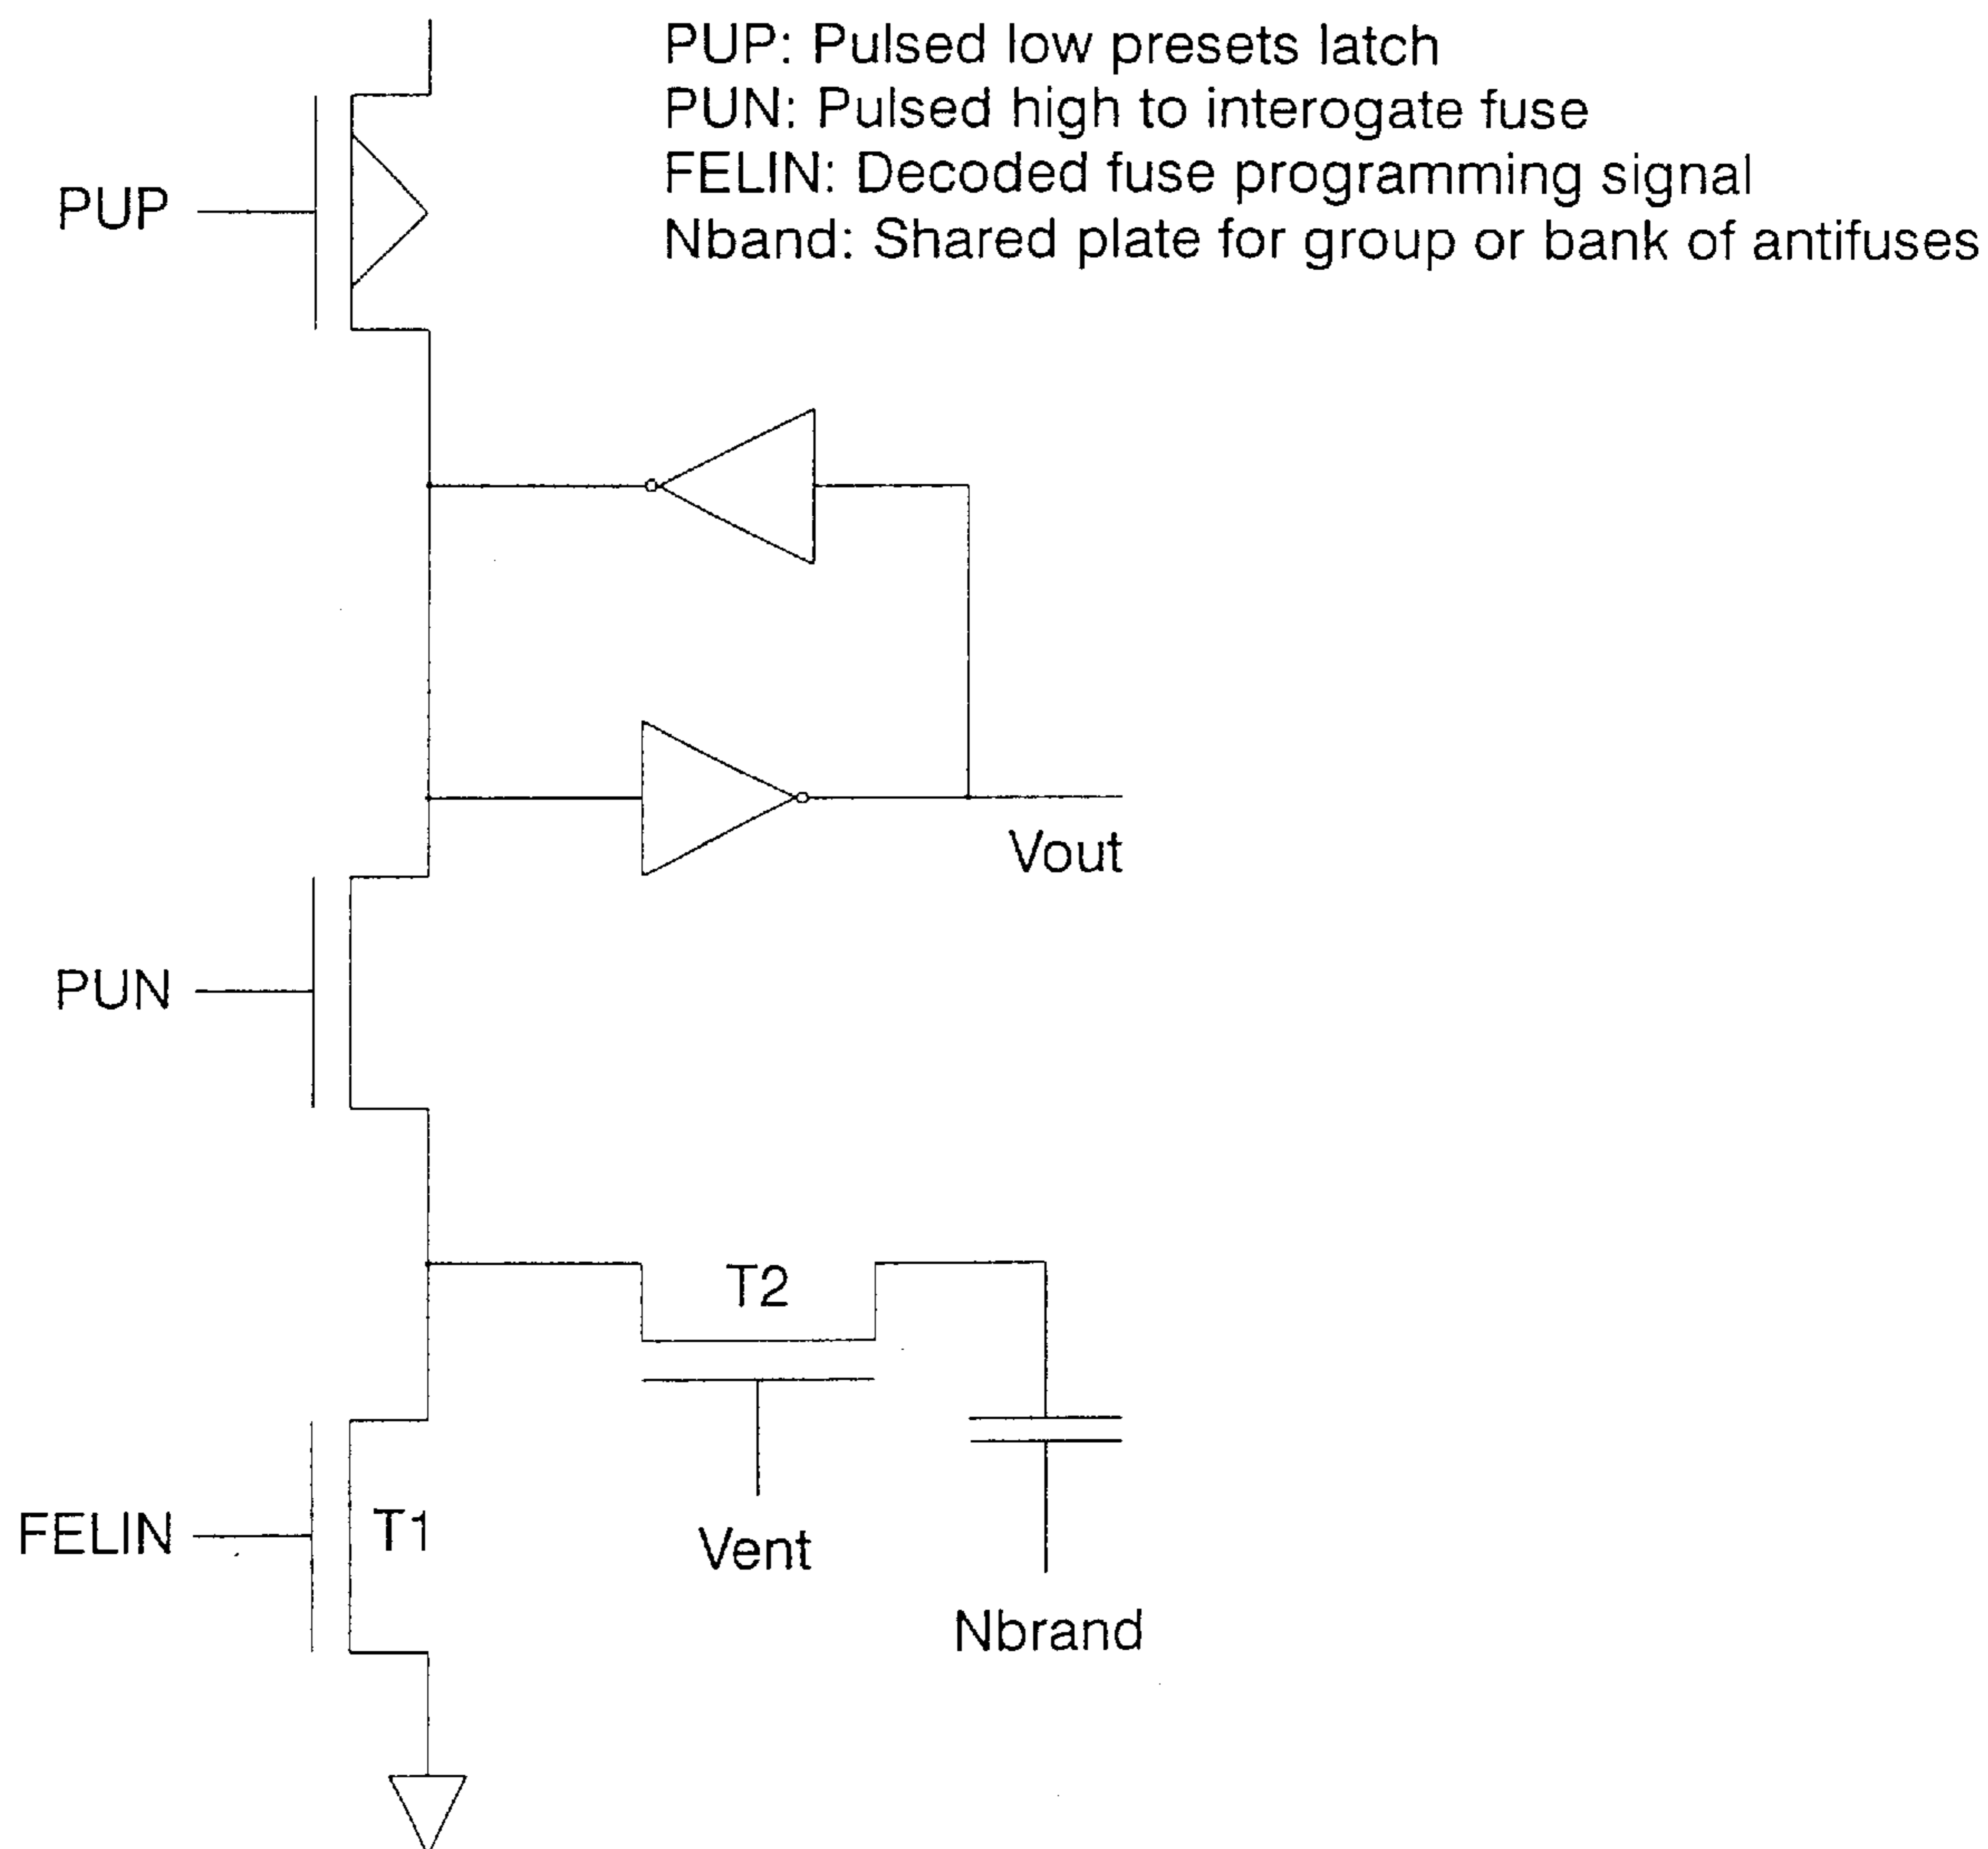 PUP: Pulsed low presets latch
PUN: Pulsed high to interogate fuse
FELIN: Decoded fuse programming signal
Nband: Shared plate for group or bank of antifuses
PUP
Vout
PUN
T2
FELIN
T1
Vent
Nbrand